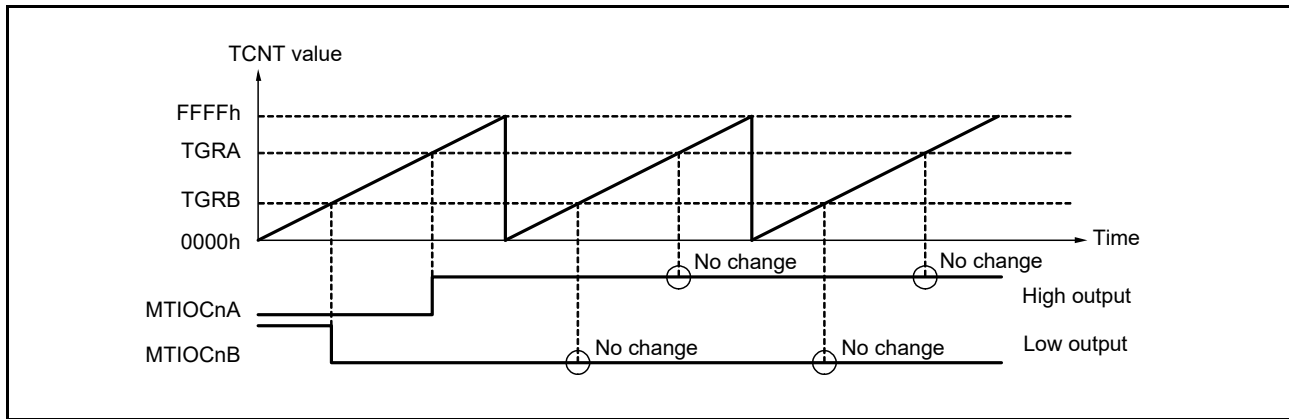 TCNT value
FFFFh
TGRA
TGRB
0000h
Time
No change
No change
High output
MTIOCnA
Low output
MTIOCnB
No change
No change